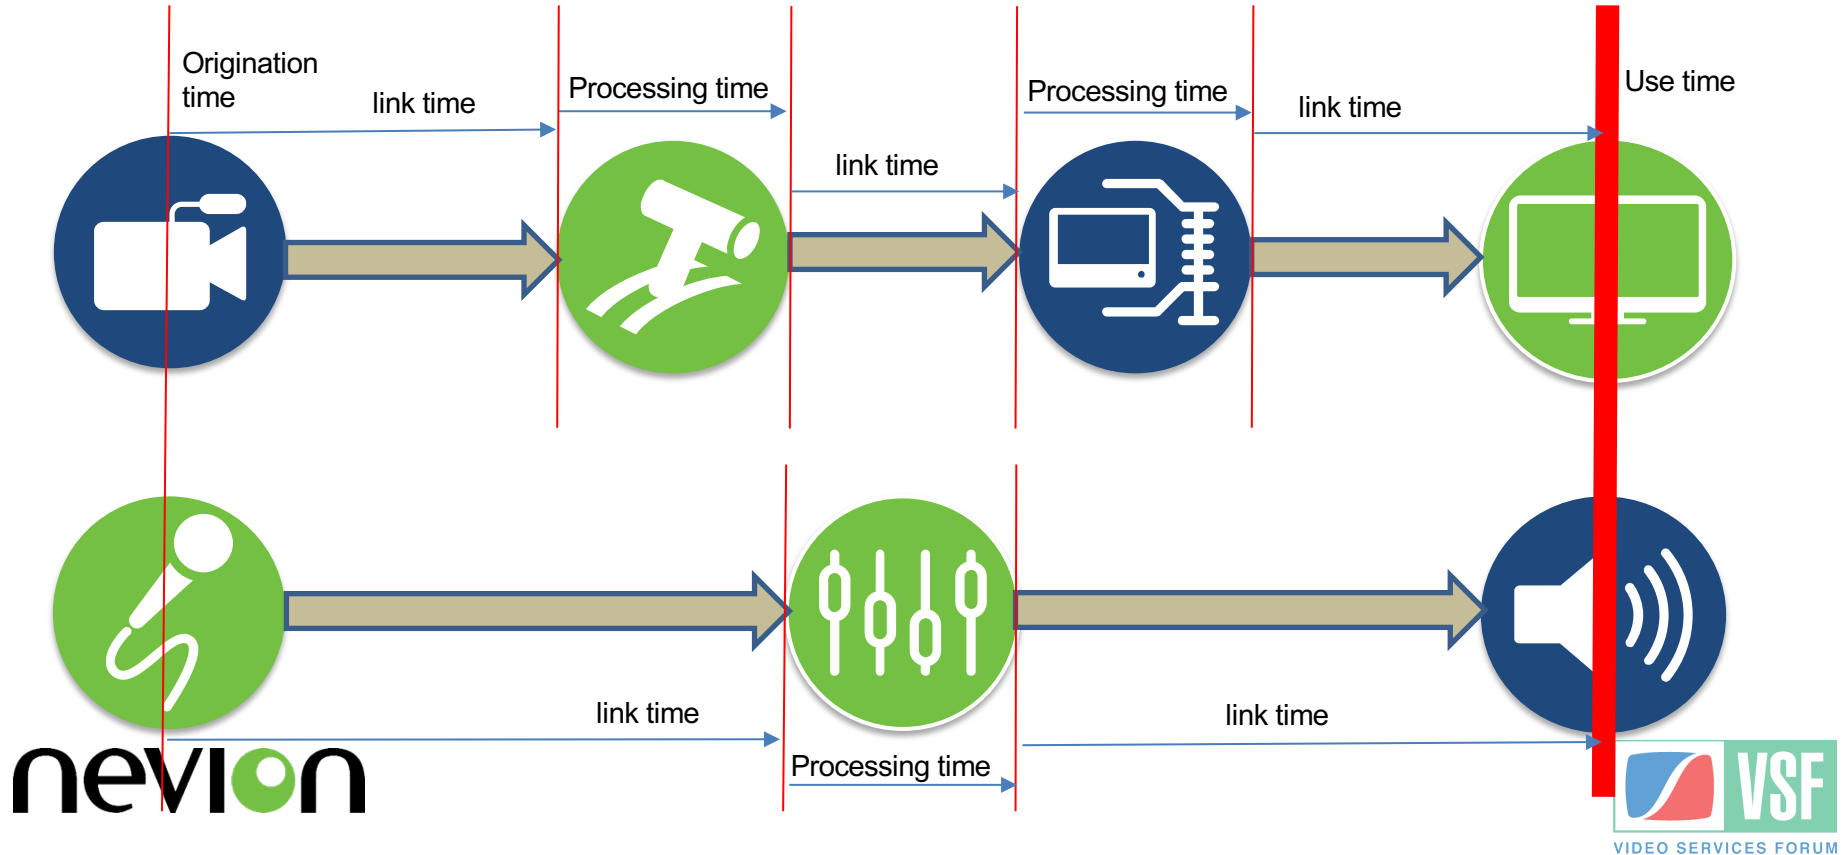 Origination
time
link time
Processing time
link time
Processing time
link time
Use time
link time
Processing time
link time
nevion
VSF
VIDEO SERVICES FORUM